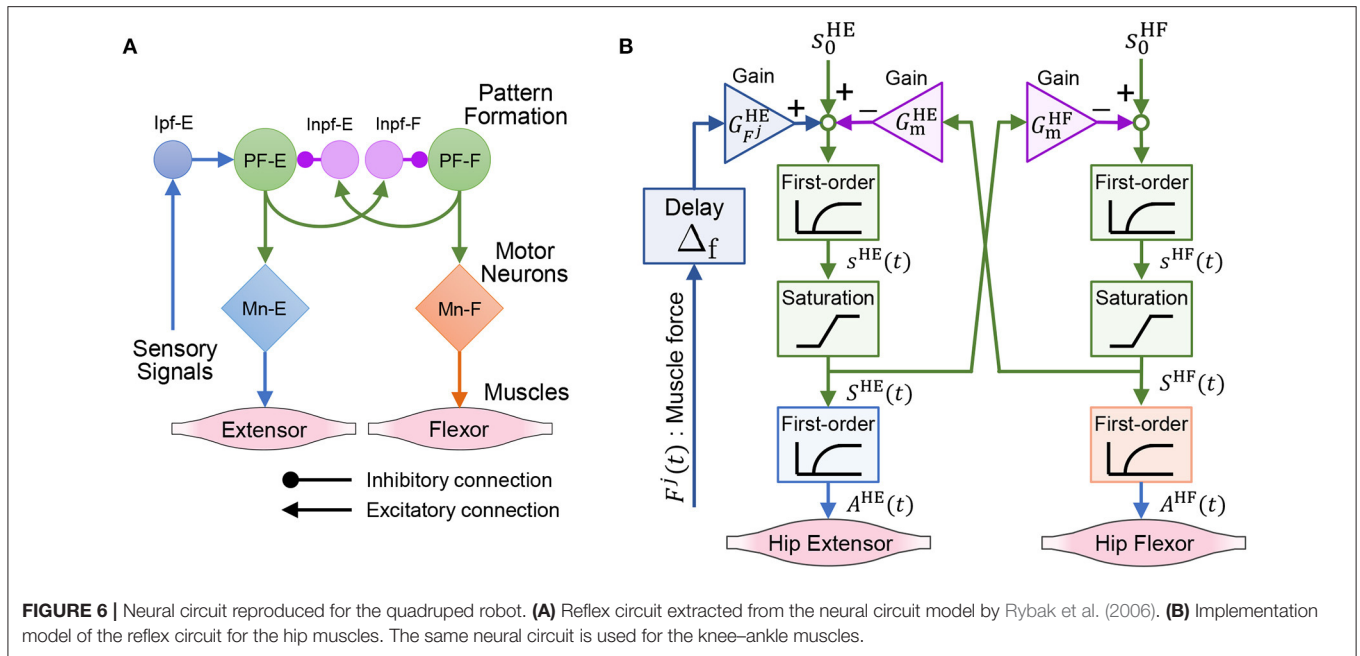 A
Ipf-E
Inpf-E
Inpf-F
Pattern
Formation
PF-E
PF-F
Motor
Neurons
Mn-E
Mn-F
Sensory
Signals
Muscles
Extensor
Flexor
Inhibitory connection
Excitatory connection
B
s₀ᴴᴱ
s₀ᴴꟳ
Gain
Gain
Gain
+
+
−
−
+
G_{F^j}^{HE}
G_m^{HE}
G_m^{HF}
First-order
First-order
Delay
Δ_f
s^{HE}(t)
s^{HF}(t)
Saturation
Saturation
F^j(t) : Muscle force
S^{HE}(t)
S^{HF}(t)
First-order
First-order
A^{HE}(t)
A^{HF}(t)
Hip Extensor
Hip Flexor
FIGURE 6 | Neural circuit reproduced for the quadruped robot. (A) Reflex circuit extracted from the neural circuit model by Rybak et al. (2006). (B) Implementation
model of the reflex circuit for the hip muscles. The same neural circuit is used for the knee–ankle muscles.